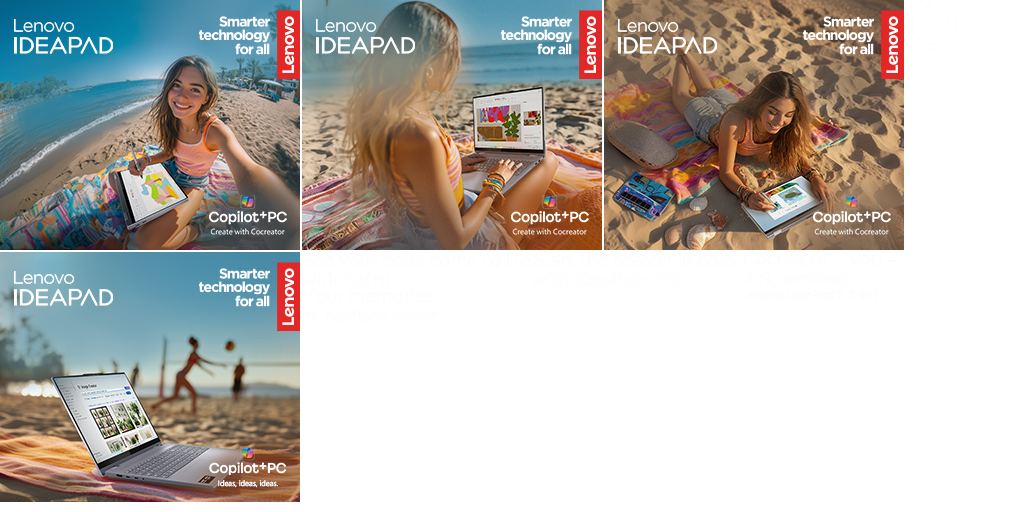 Lenovo
IDEAPAD
Smarter
technology
for all
Lenovo
Copilot+PC
Create with Cocreator
Lenovo
IDEAPAD
Smarter
technology
for all
Lenovo
Copilot+PC
Create with Cocreator
Lenovo
IDEAPAD
Smarter
technology
for all
Lenovo
Copilot+PC
Create with Cocreator
Lenovo
IDEAPAD
Smarter
technology
for all
Lenovo
Copilot+PC
Ideas, ideas, ideas.